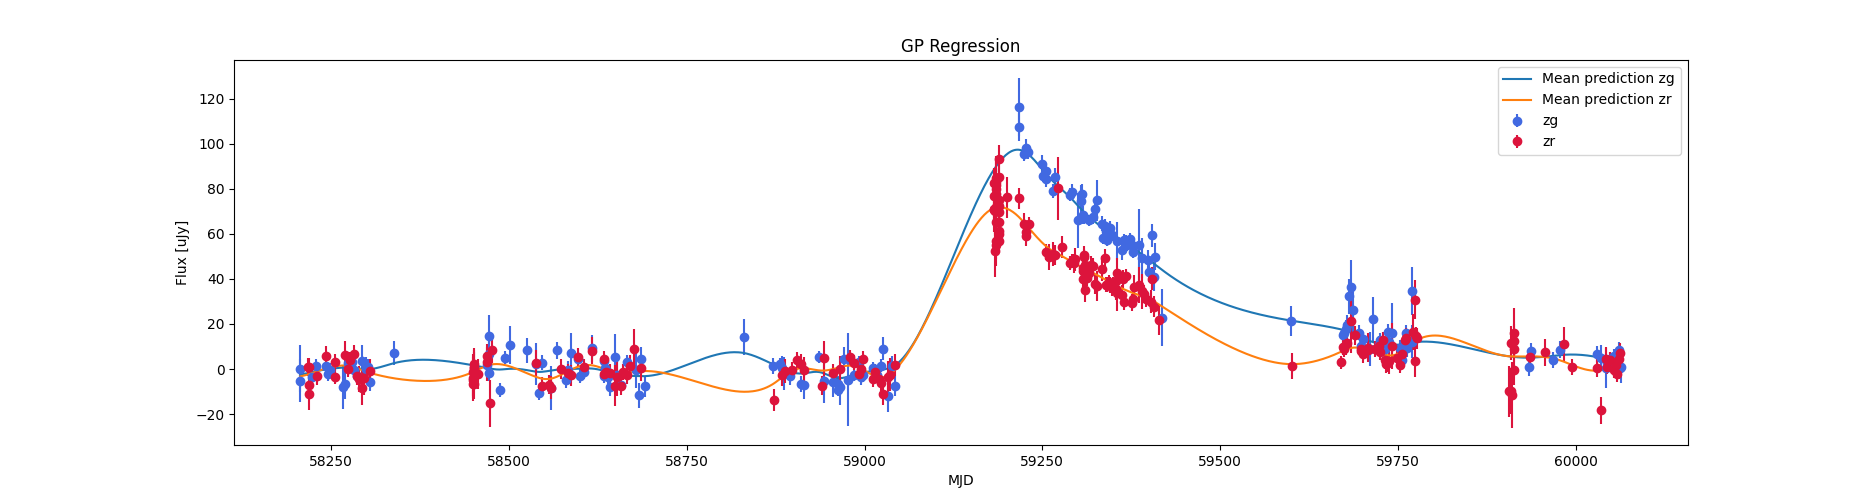 GP Regression
Mean prediction zg
Mean prediction zr
zg
zr
Flux [uJy]
120
100
80
60
40
20
0
−20
58250 58500 58750 59000 59250 59500 59750 60000
MJD